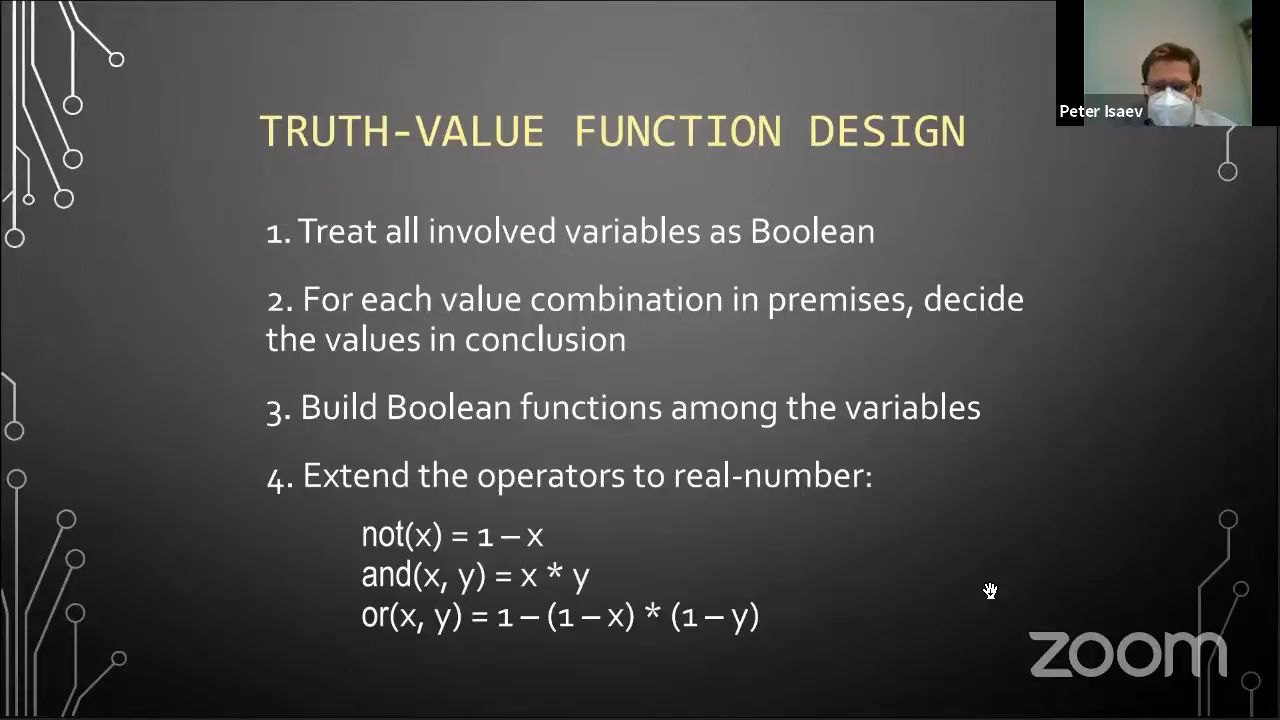 Peter Isaev
TRUTH-VALUE FUNCTION DESIGN
1. Treat all involved variables as Boolean
2. For each value combination in premises, decide
the values in conclusion
3. Build Boolean functions among the variables
4. Extend the operators to real-number:
not(x) = 1 – x
and(x, y) = x * y
or(x, y) = 1 – (1 – x) * (1 – y)
zoom